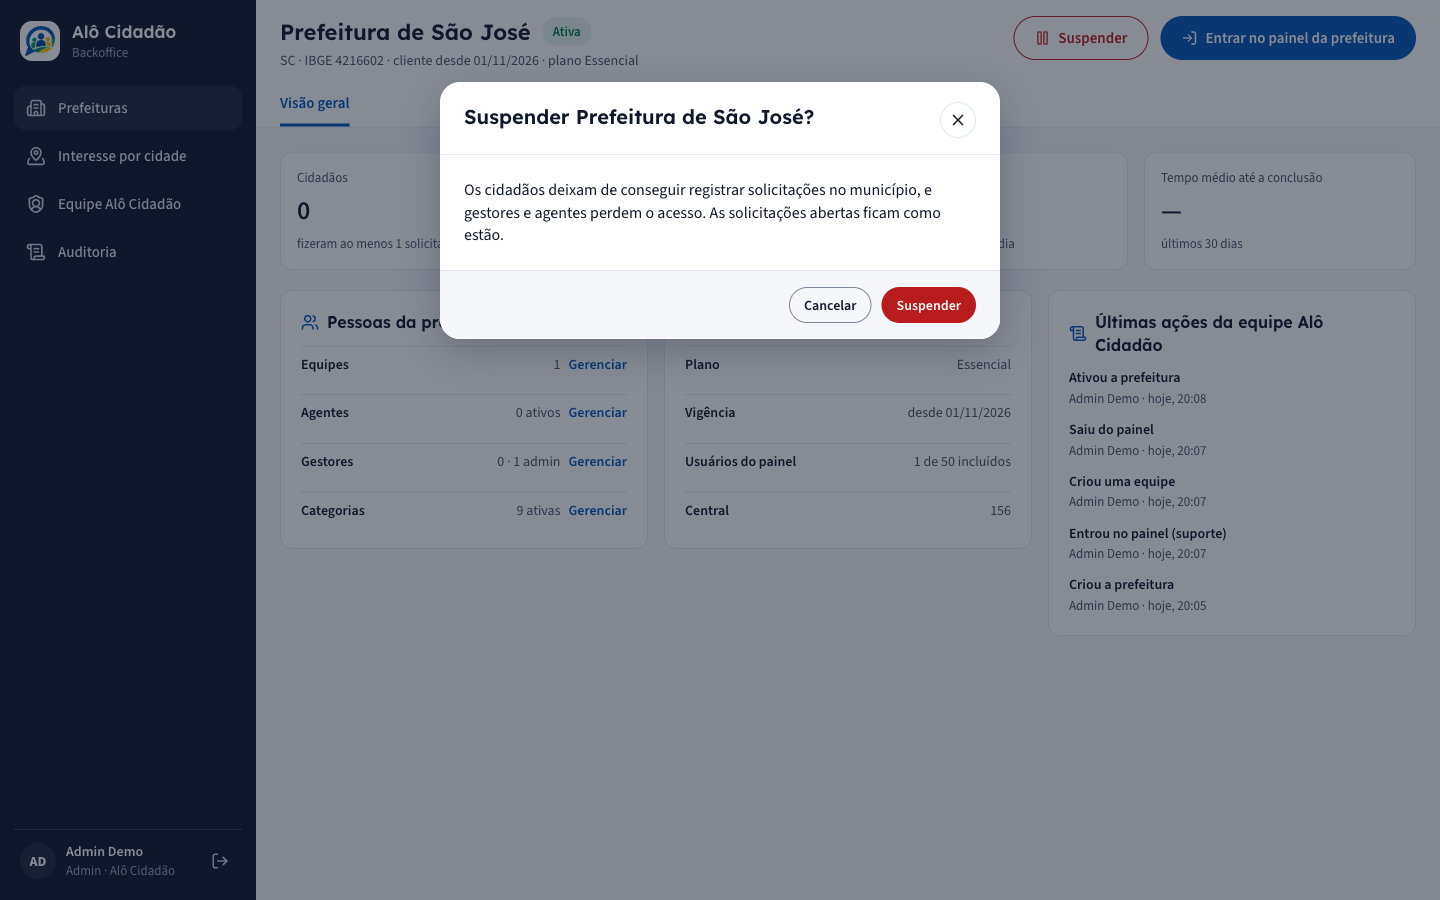 Alô Cidadão
Backoffice
Prefeituras
Interesse por cidade
Equipe Alô Cidadão
Auditoria
AD
Admin Demo
Admin · Alô Cidadão
Prefeitura de São José
Ativa
SC · IBGE 4216602 · cliente desde 01/11/2026 · plano Essencial
Suspender
Entrar no painel da prefeitura
Visão geral
Suspender Prefeitura de São José?
Os cidadãos deixam de conseguir registrar solicitações no município, e
gestores e agentes perdem o acesso. As solicitações abertas ficam como
estão.
Cancelar
Suspender
Cidadãos
0
fizeram ao menos 1
Tempo médio até a conclusão
—
últimos 30 dias
Pessoas da
Equipes
1
Gerenciar
Agentes
0 ativos
Gerenciar
Gestores
0 · 1 admin
Gerenciar
Categorias
9 ativas
Gerenciar
Plano
Essencial
Vigência
desde 01/11/2026
Usuários do painel
1 de 50 incluídos
Central
156
Últimas ações da equipe Alô
Cidadão
Ativou a prefeitura
Admin Demo · hoje, 20:08
Saiu do painel
Admin Demo · hoje, 20:07
Criou uma equipe
Admin Demo · hoje, 20:07
Entrou no painel (suporte)
Admin Demo · hoje, 20:07
Criou a prefeitura
Admin Demo · hoje, 20:05